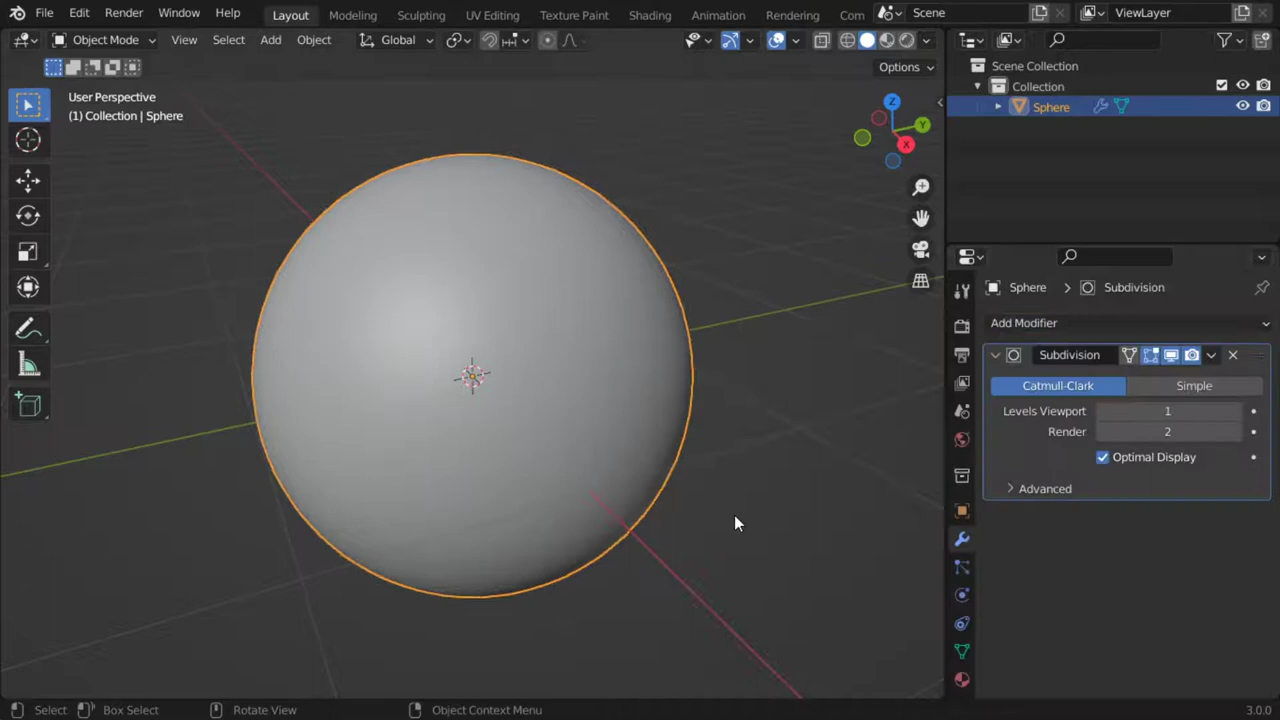 File Edit Render Window Help Layout Modeling Sculpting UV Editing Texture Paint Shading Animation Rendering Com Scene ViewLayer
Object Mode View Select Add Object Global
Options
User Perspective
(1) Collection | Sphere
Z
Y
X
Scene Collection
Collection
Sphere
Sphere > Subdivision
Add Modifier
Subdivision
Catmull-Clark Simple
Levels Viewport 1
Render 2
Optimal Display
Advanced
Select Box Select Rotate View Object Context Menu 3.0.0